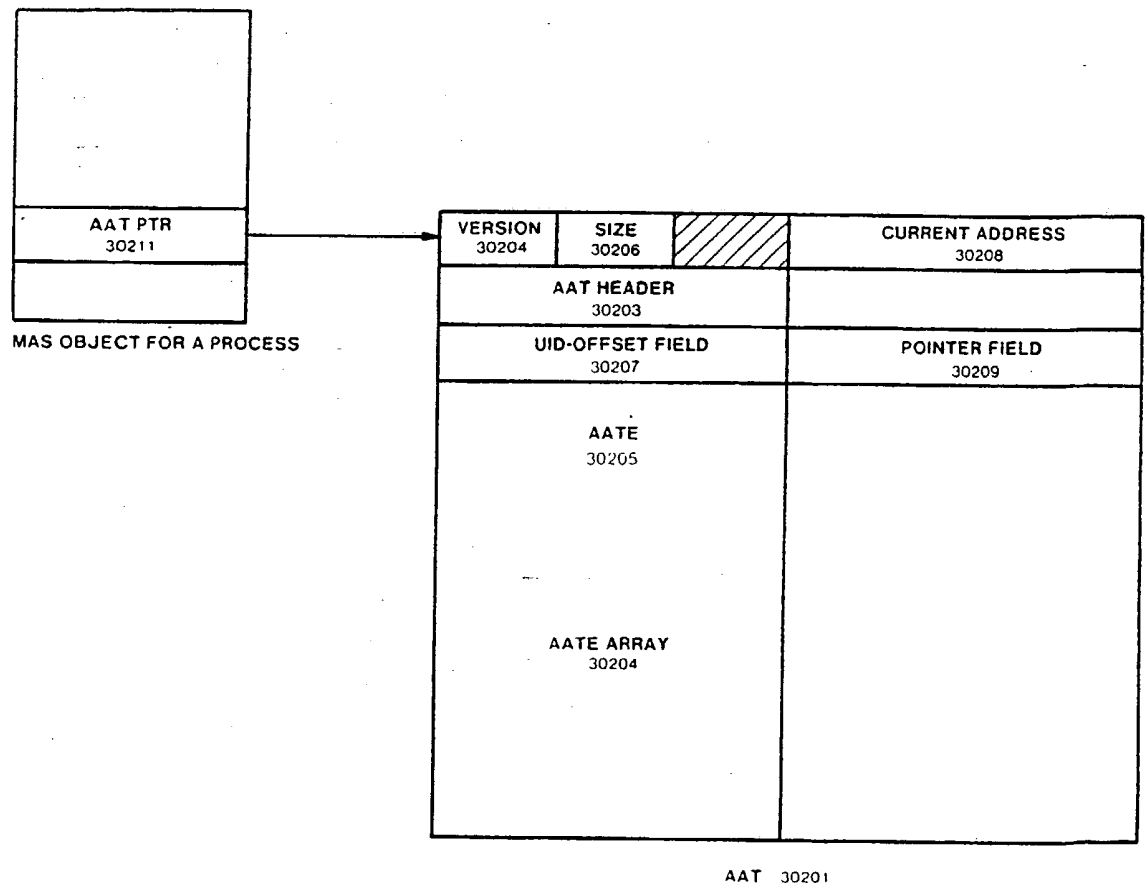 AAT PTR
30211
MAS OBJECT FOR A PROCESS
VERSION
30204
SIZE
30206
CURRENT ADDRESS
30208
AAT HEADER
30203
UID-OFFSET FIELD
30207
POINTER FIELD
30209
AATE
30205
AATE ARRAY
30204
AAT 30201